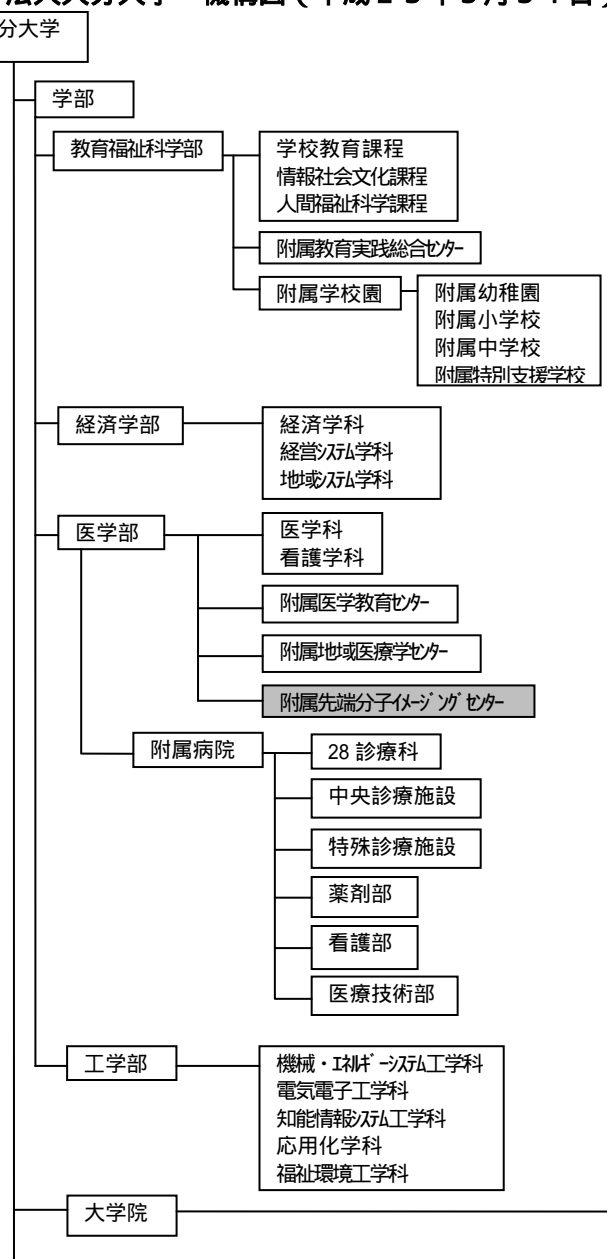 分大学
学部
教育福祉科学部
学校教育課程
情報社会文化課程
人間福祉科学課程
附属教育実践総合ｾﾝﾀｰ
附属学校園
附属幼稚園
附属小学校
附属中学校
附属特別支援学校
経済学部
経済学科
経営ｼｽﾃﾑ学科
地域ｼｽﾃﾑ学科
医学部
医学科
看護学科
附属医学教育ｾﾝﾀｰ
附属地域医療学ｾﾝﾀｰ
附属先端分子ｲﾒｰｼﾞﾝｸﾞｾﾝﾀｰ
附属病院
28 診療科
中央診療施設
特殊診療施設
薬剤部
看護部
医療技術部
工学部
機械・ｴﾈﾙｷﾞｰｼｽﾃﾑ工学科
電気電子工学科
知能情報ｼｽﾃﾑ工学科
応用化学科
福祉環境工学科
大学院